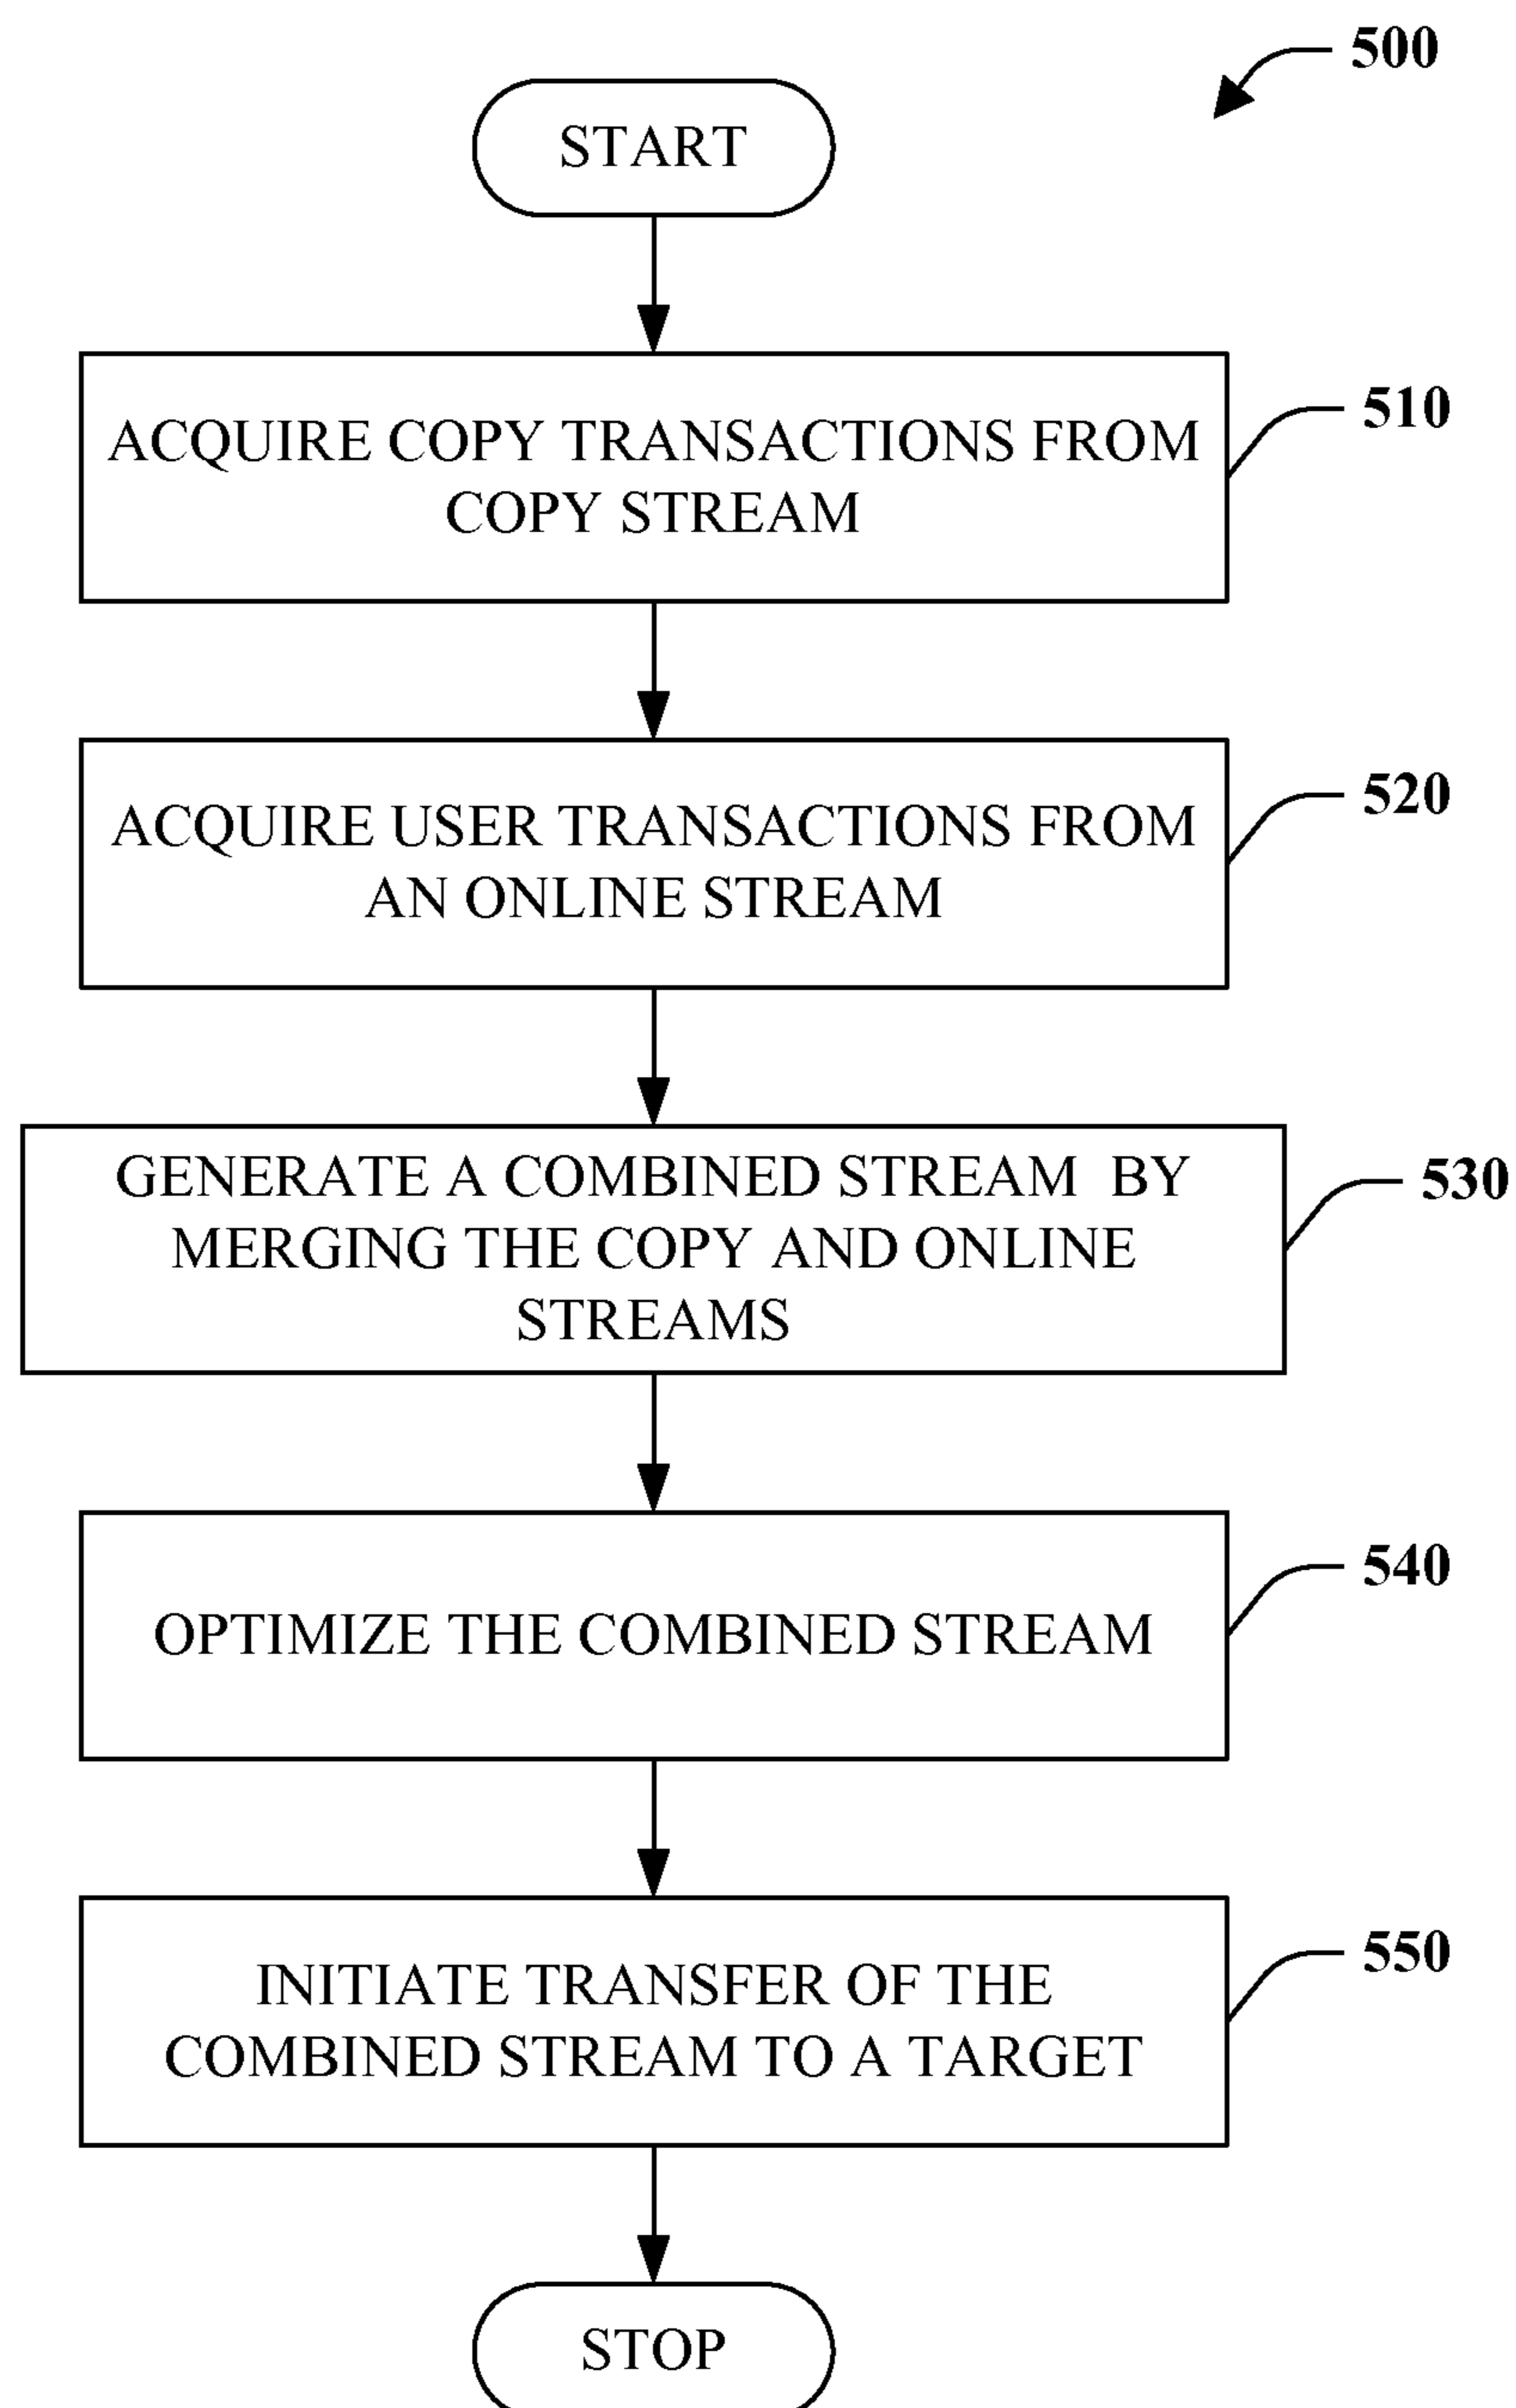 500
START
ACQUIRE COPY TRANSACTIONS FROM
COPY STREAM
510
ACQUIRE USER TRANSACTIONS FROM
AN ONLINE STREAM
520
GENERATE A COMBINED STREAM BY
MERGING THE COPY AND ONLINE
STREAMS
530
OPTIMIZE THE COMBINED STREAM
540
INITIATE TRANSFER OF THE
COMBINED STREAM TO A TARGET
550
STOP